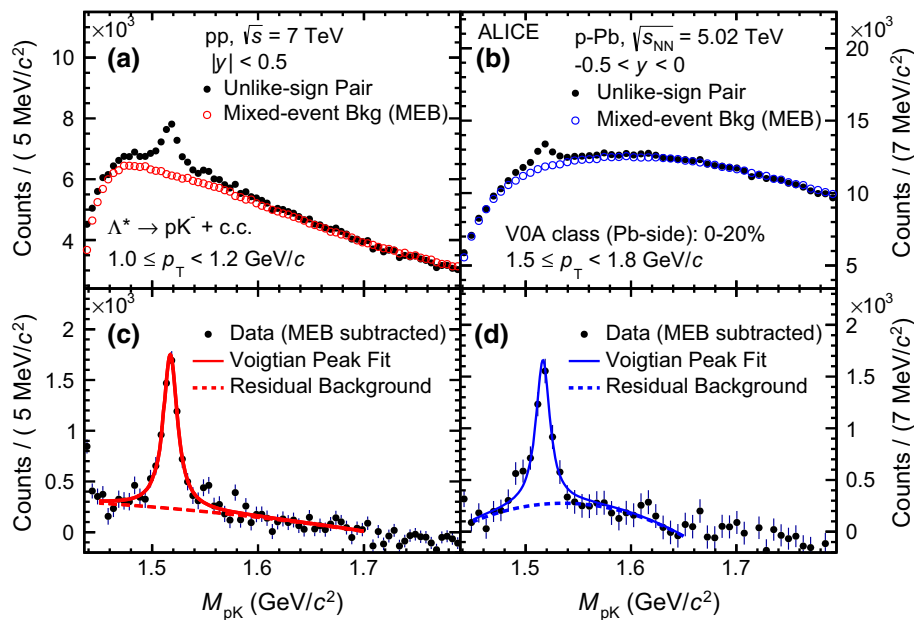 ×10³
10
8
6
4
Counts / ( 5 MeV/c²)
(a)
pp, √s = 7 TeV
|y| < 0.5
Unlike-sign Pair
Mixed-event Bkg (MEB)
Λ* → pK⁻ + c.c.
1.0 ≤ p_T < 1.2 GeV/c
ALICE
p-Pb, √s_NN = 5.02 TeV
(b)
-0.5 < y < 0
Unlike-sign Pair
Mixed-event Bkg (MEB)
V0A class (Pb-side): 0-20%
1.5 ≤ p_T < 1.8 GeV/c
×10³
20
15
10
5
Counts / (7 MeV/c²)
×10³
2
1.5
1
0.5
0
Counts / ( 5 MeV/c²)
(c)
Data (MEB subtracted)
Voigtian Peak Fit
Residual Background
1.5
1.6
1.7
M_pK (GeV/c²)
(d)
Data (MEB subtracted)
Voigtian Peak Fit
Residual Background
×10³
2
1.5
1
0.5
0
Counts / (7 MeV/c²)
1.5
1.6
1.7
M_pK (GeV/c²)